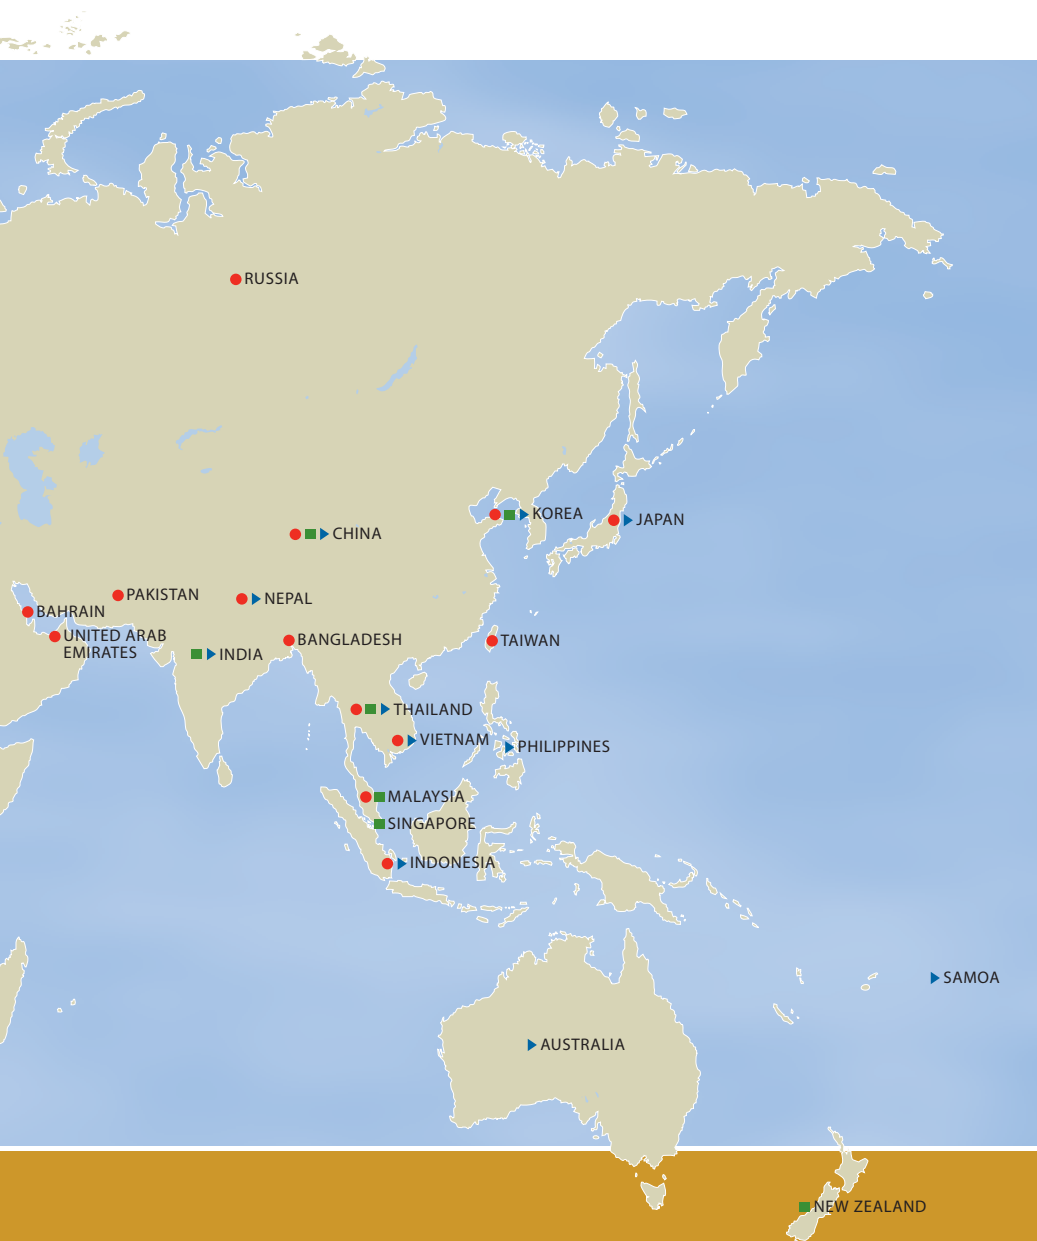 RUSSIA
KOREA
JAPAN
CHINA
PAKISTAN
NEPAL
BAHRAIN
UNITED ARAB
EMIRATES
BANGLADESH
TAIWAN
INDIA
THAILAND
VIETNAM
PHILIPPINES
MALAYSIA
SINGAPORE
INDONESIA
SAMOA
AUSTRALIA
NEW ZEALAND